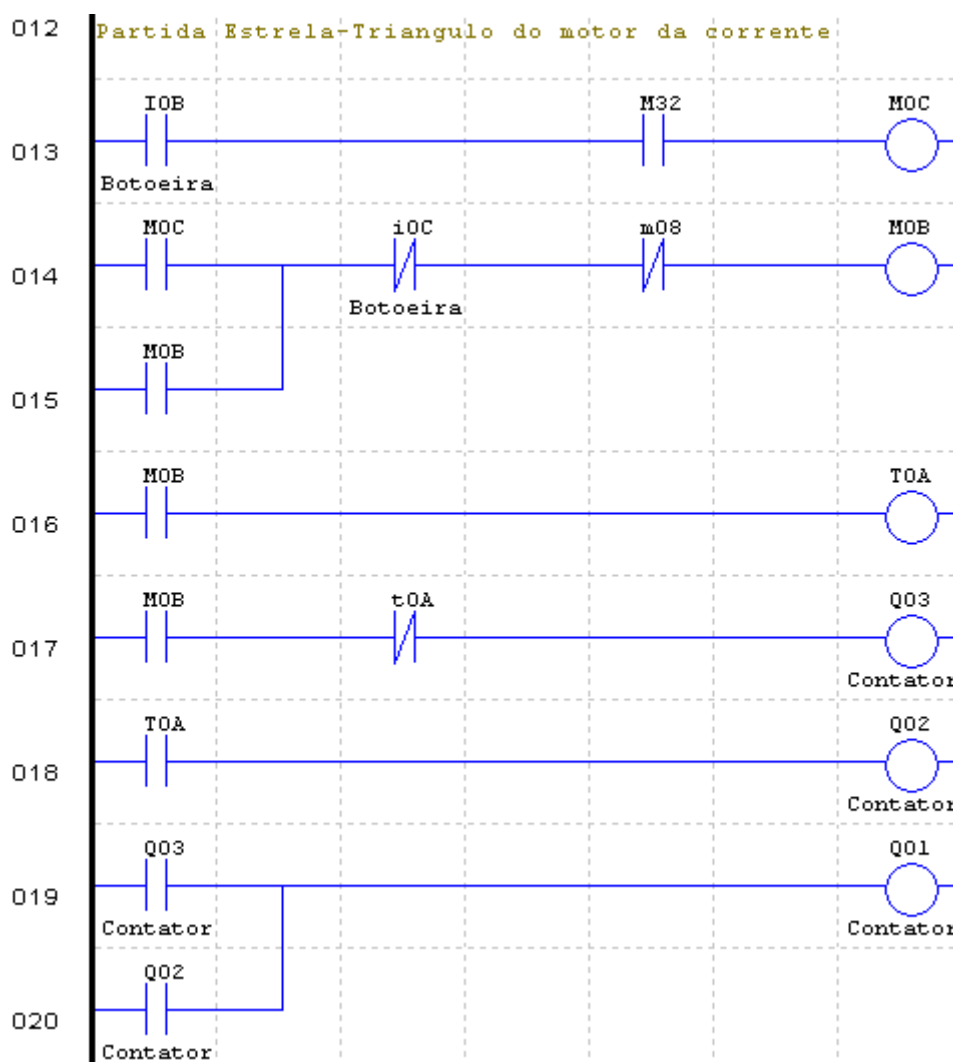 012 Partida Estrela-Triangulo do motor da corrente
I0B M32 M0C
013
Botoeira
M0C i0C m08 M0B
014
Botoeira
M0B
015
M0B T0A
016
M0B t0A Q03
017
Contator
T0A Q02
018
Contator
Q03 Q01
019
Contator Contator
Q02
020
Contator